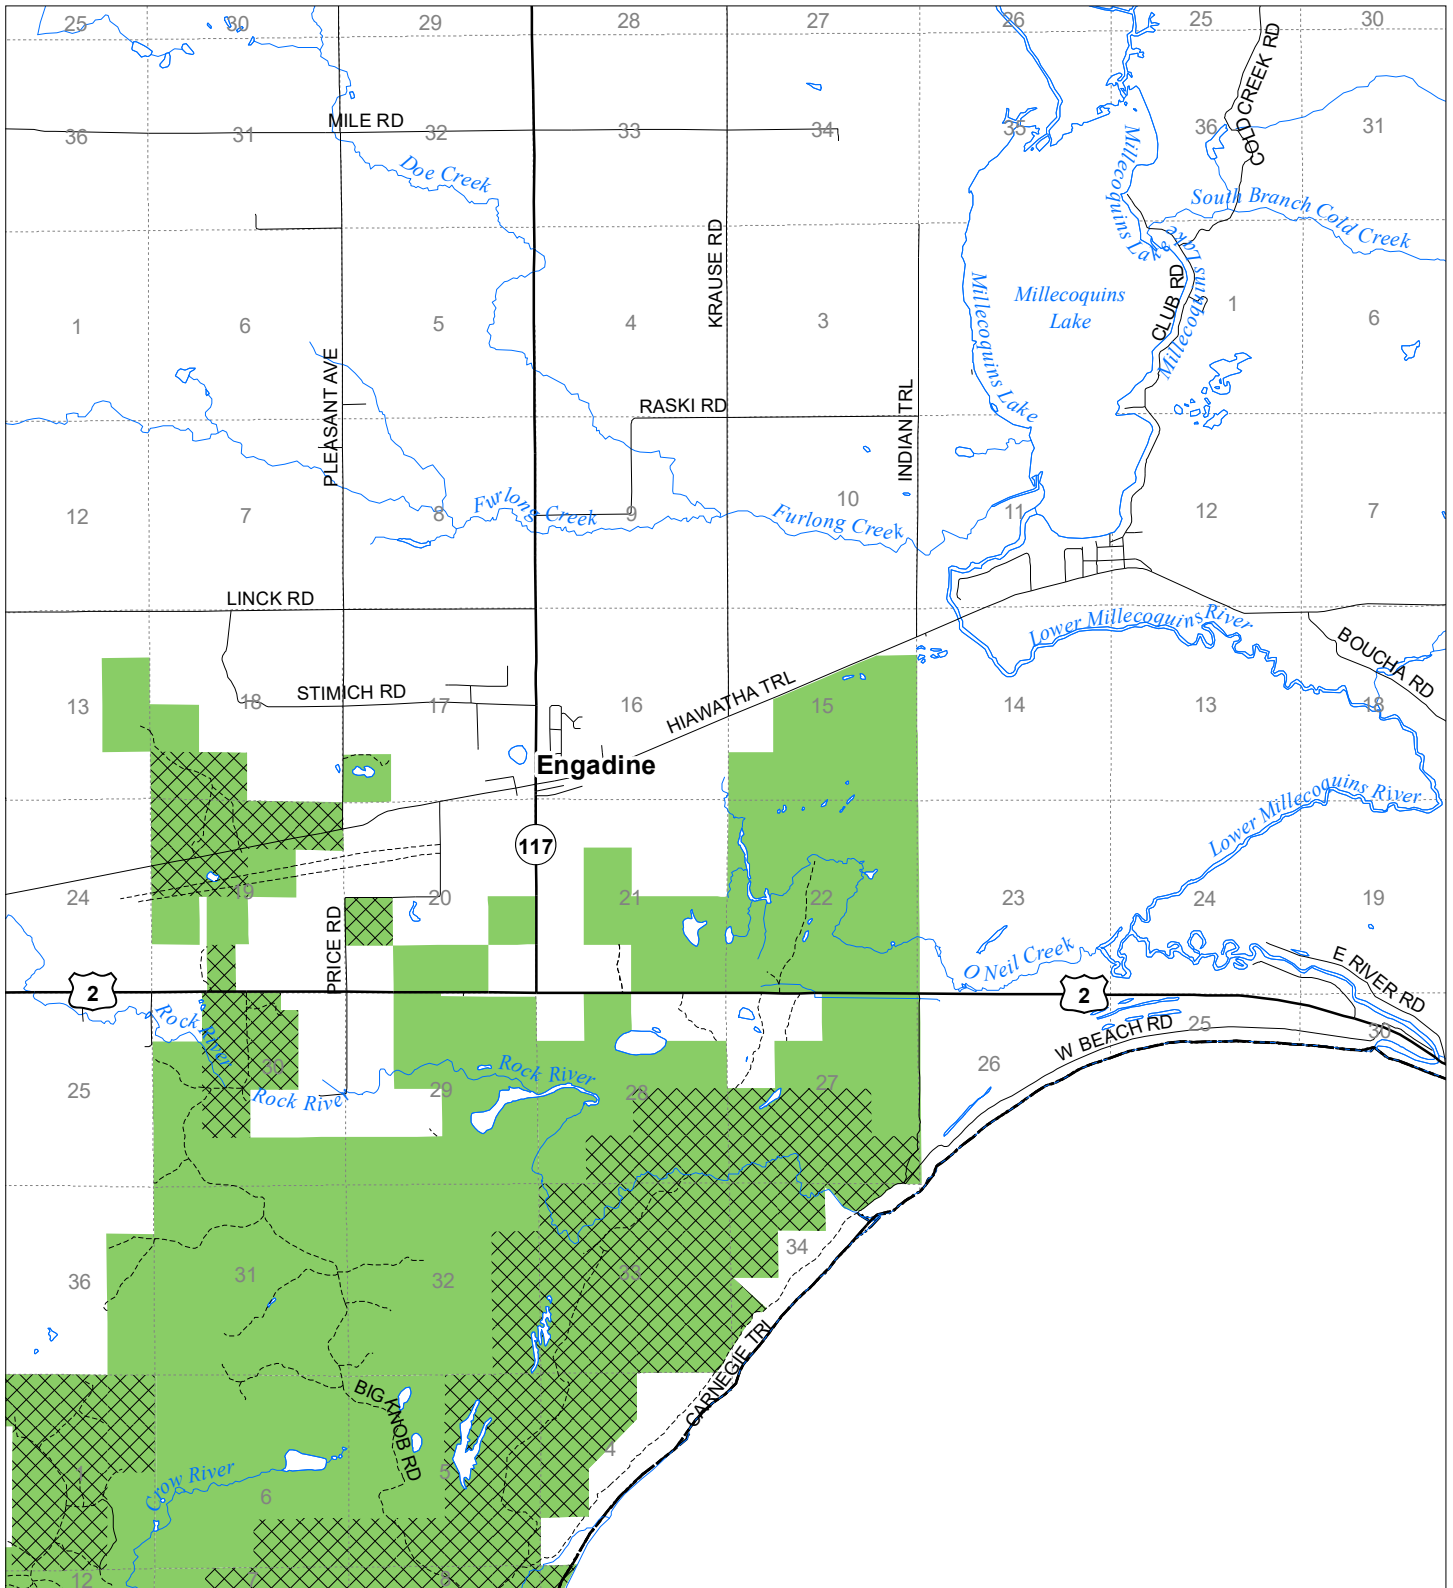 25 30 29 28 27 26 25 30
COLD CREEK RD
36 31 MILE RD 32 33 34 35 36 31
Doe Creek
Millecoquins Lake
South Branch Cold Creek
KRAUSE RD
Millecoquins Lake
Millecoquins
Lake
CLUB RD
Millecoquins Lake
1 6 5 4 3 1 6
PLEASANT AVE
RASKI RD
INDIAN TRL
12 7 8 9 10 11 12 7
Furlong Creek
Furlong Creek
LINCK RD
Lower Millecoquins River
BOUCHA RD
STIMICH RD
HIAWATHA TRL
13 18 17 16 15 14 13 18
Engadine
Lower Millecoquins River
117
24 19 20 21 22 23 24 19
PRICE RD
O Neil Creek
E RIVER RD
2
2
Rock River
W BEACH RD
25
30
26
Rock River
25 30 29 28 27
Rock River
34
36 31 32 33
CARNEGIE TRL
BIG KNOB RD
4
Crow River
1 6 5
12 7 8